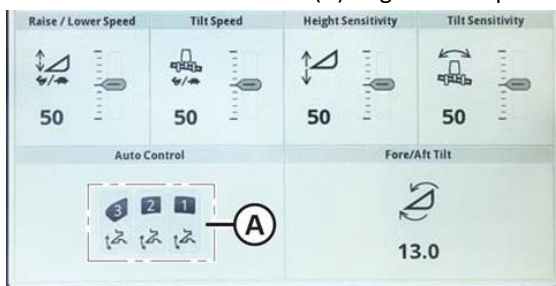 Raise / Lower Speed
Tilt Speed
Height Sensitivity
Tilt Sensitivity
50
50
50
50
Auto Control
Fore/Aft Tilt
3 2 1
A
13.0